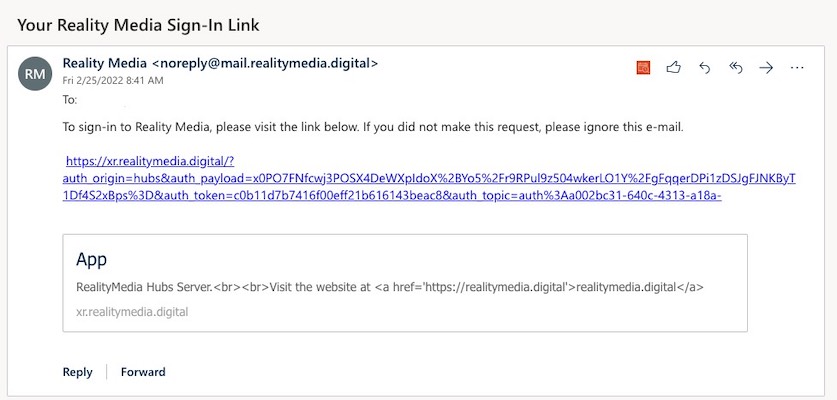 Your Reality Media Sign-In Link
RM
Reality Media <noreply@mail.realitymedia.digital>
Fri 2/25/2022 8:41 AM
To:
To sign-in to Reality Media, please visit the link below. If you did not make this request, please ignore this e-mail.
https://xr.realitymedia.digital/?
auth_origin=hubs&auth_payload=x0PO7FNfcwj3POSX4DeWXpIdoX%2BYo5%2Fr9RPuI9z504wkerLO1Y%2FgFqqerDPi1zDSJgFJNKByT
1Df4S2xBps%3D&auth_token=c0b11d7b7416f00eff21b616143beac8&auth_topic=auth%3Aa002bc31-640c-4313-a18a-
App
RealityMedia Hubs Server.<br><br>Visit the website at <a href='https://realitymedia.digital'>realitymedia.digital</a>
xr.realitymedia.digital
Reply
Forward